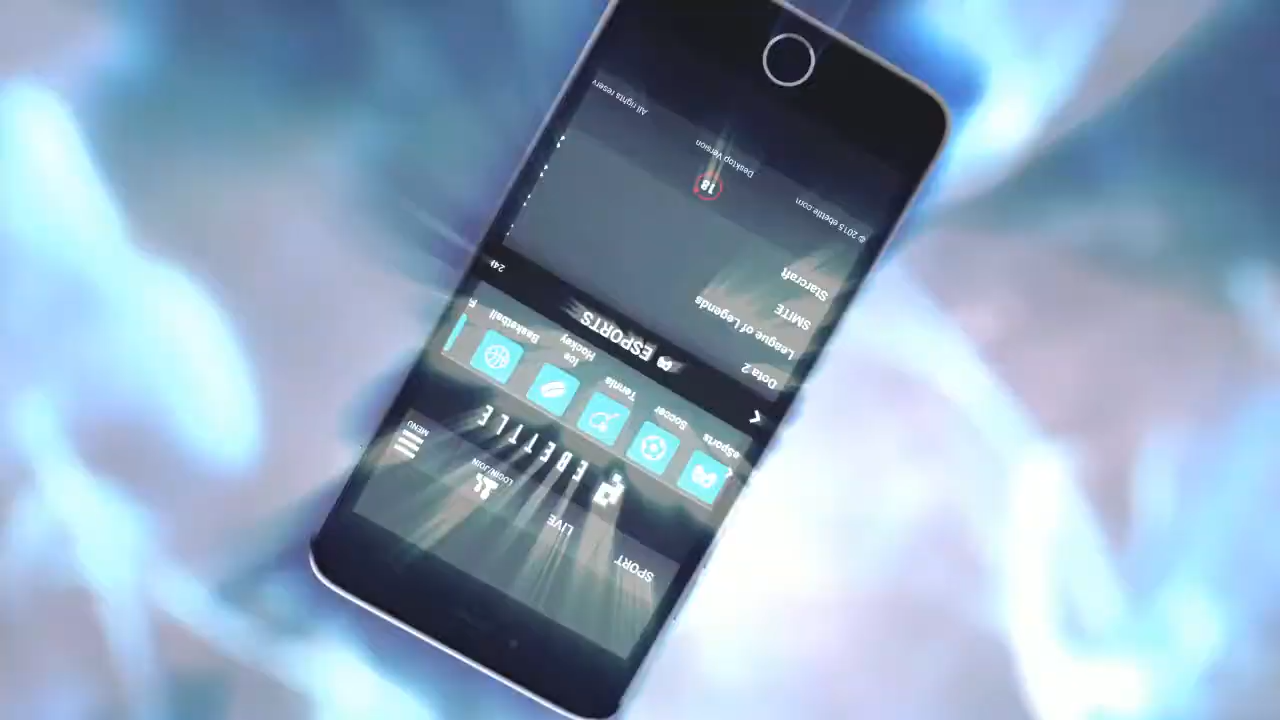 SPORT
LIVE
LOGIN/JOIN
MENU
EBETTLE
eSports
Soccer
Tennis
Ice
Hockey
Basketball
ESPORTS
24H
Dota 2
League of Legends
SMITE
Starcraft
© 2015 ebettle.com
Desktop Version
18
All rights reserv